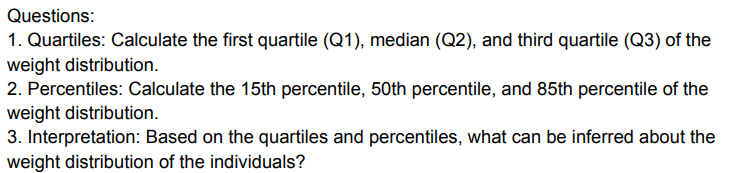 Questions:
1. Quartiles: Calculate the first quartile (Q1), median (Q2), and third quartile (Q3) of the
weight distribution.
2. Percentiles: Calculate the 15th percentile, 50th percentile, and 85th percentile of the
weight distribution.
3. Interpretation: Based on the quartiles and percentiles, what can be inferred about the
weight distribution of the individuals?